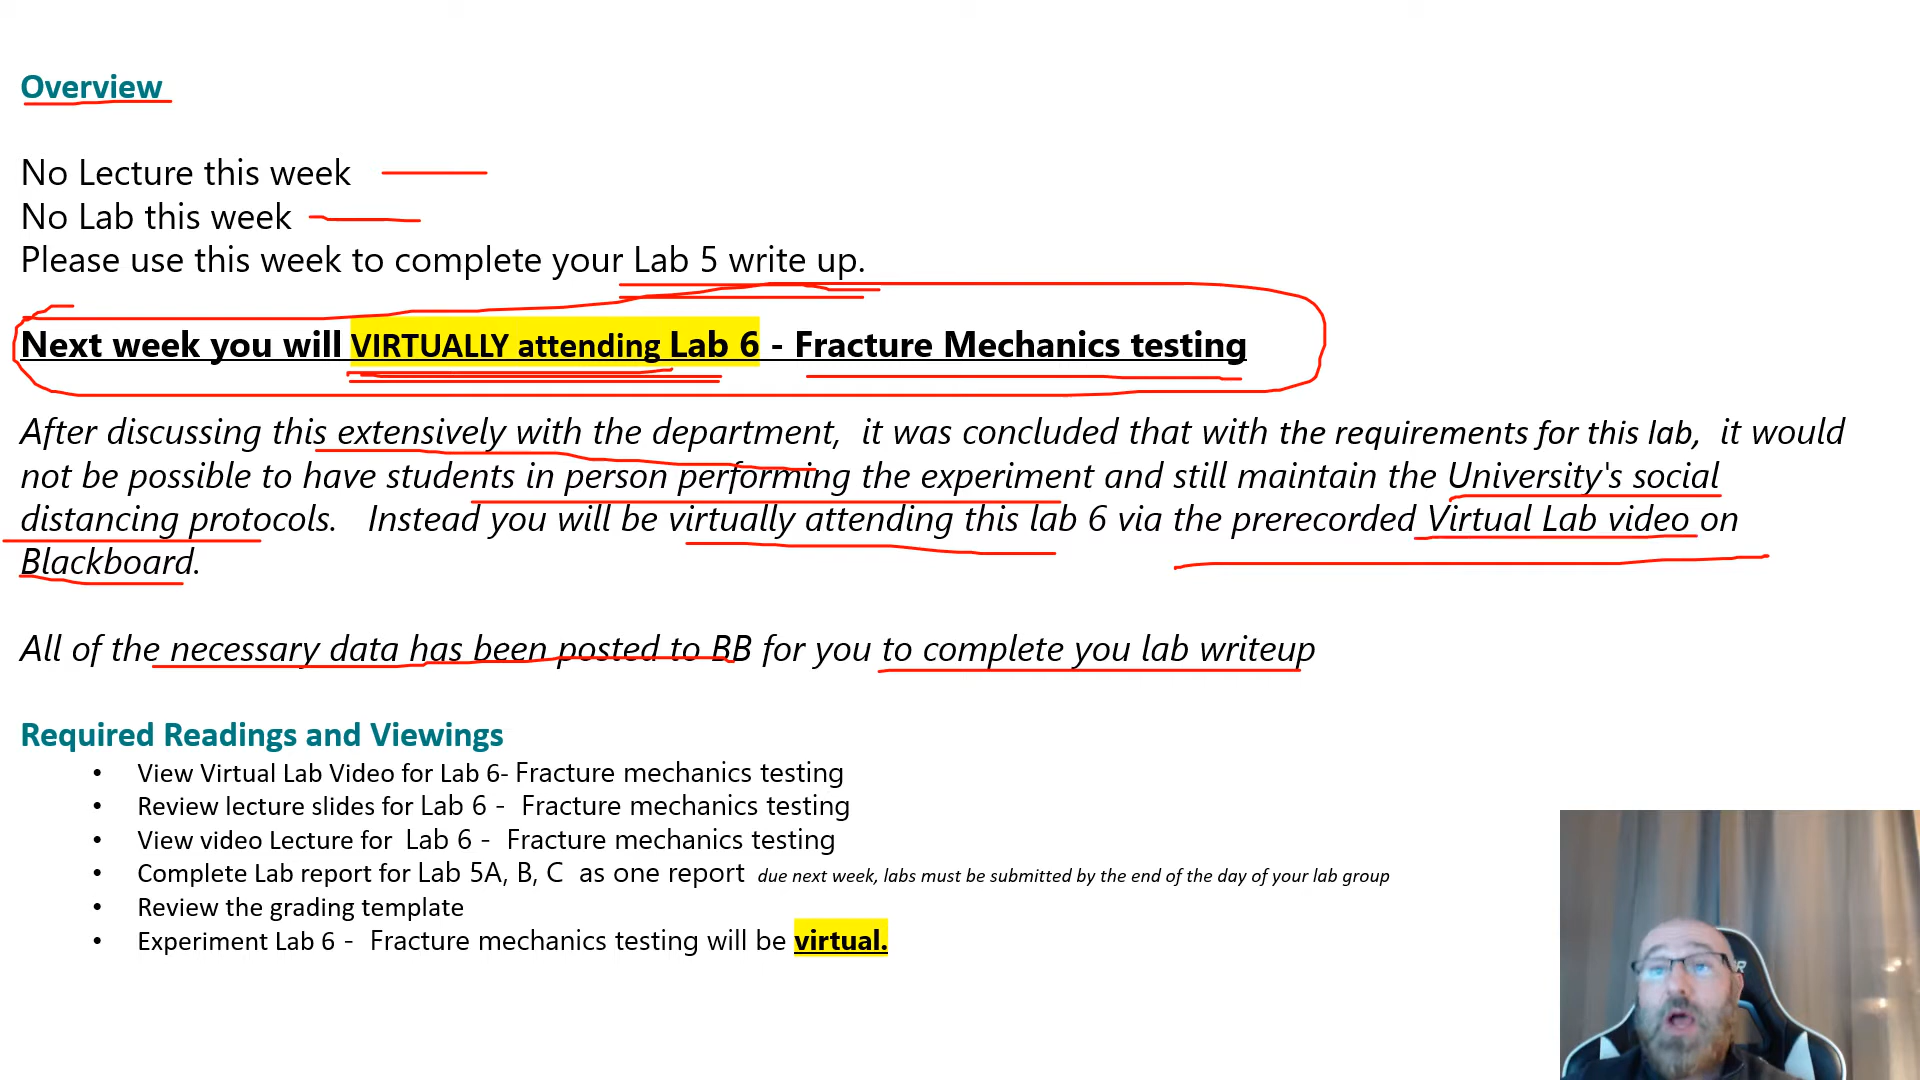 Overview
No Lecture this week
No Lab this week
Please use this week to complete your Lab 5 write up.
Next week you will VIRTUALLY attending Lab 6 - Fracture Mechanics testing
After discussing this extensively with the department, it was concluded that with the requirements for this lab, it would
not be possible to have students in person performing the experiment and still maintain the University's social
distancing protocols. Instead you will be virtually attending this lab 6 via the prerecorded Virtual Lab video on
Blackboard.
All of the necessary data has been posted to BB for you to complete you lab writeup
Required Readings and Viewings
• View Virtual Lab Video for Lab 6- Fracture mechanics testing
• Review lecture slides for Lab 6 - Fracture mechanics testing
• View video Lecture for Lab 6 - Fracture mechanics testing
• Complete Lab report for Lab 5A, B, C as one report due next week, labs must be submitted by the end of the day of your lab group
• Review the grading template
• Experiment Lab 6 - Fracture mechanics testing will be virtual.